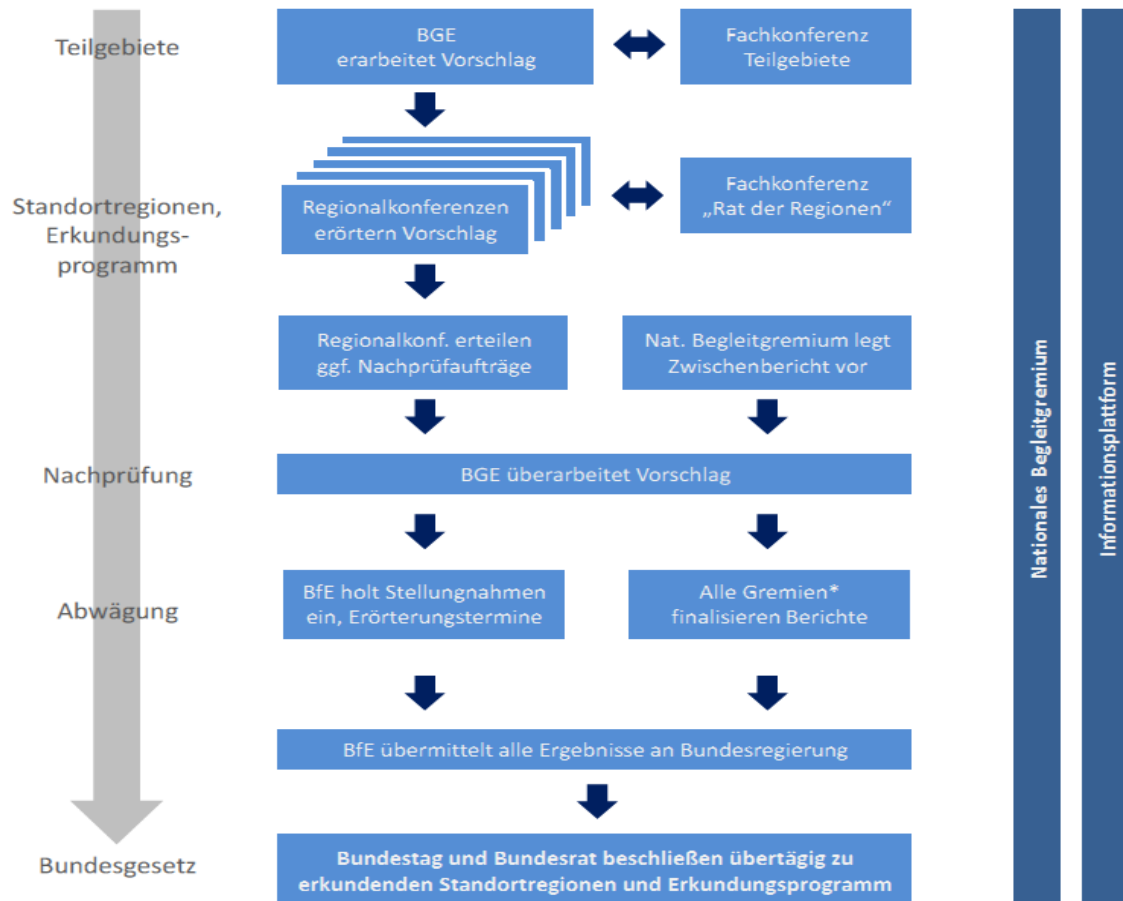 Teilgebiete
BGE
erarbeitet Vorschlag
Fachkonferenz
Teilgebiete
Standortregionen,
Erkundungs-
programm
Regionalkonferenzen
erörtern Vorschlag
Fachkonferenz
„Rat der Regionen“
Regionalkonf. erteilen
ggf. Nachprüfaufträge
Nat. Begleitgremium legt
Zwischenbericht vor
Nachprüfung
BGE überarbeitet Vorschlag
Abwägung
BfE holt Stellungnahmen
ein, Erörterungstermine
Alle Gremien*
finalisieren Berichte
BfE übermittelt alle Ergebnisse an Bundesregierung
Bundesgesetz
Bundestag und Bundesrat beschließen übertägig zu
erkundenden Standortregionen und Erkundungsprogramm
Nationales Begleitgremium
Informationsplattform